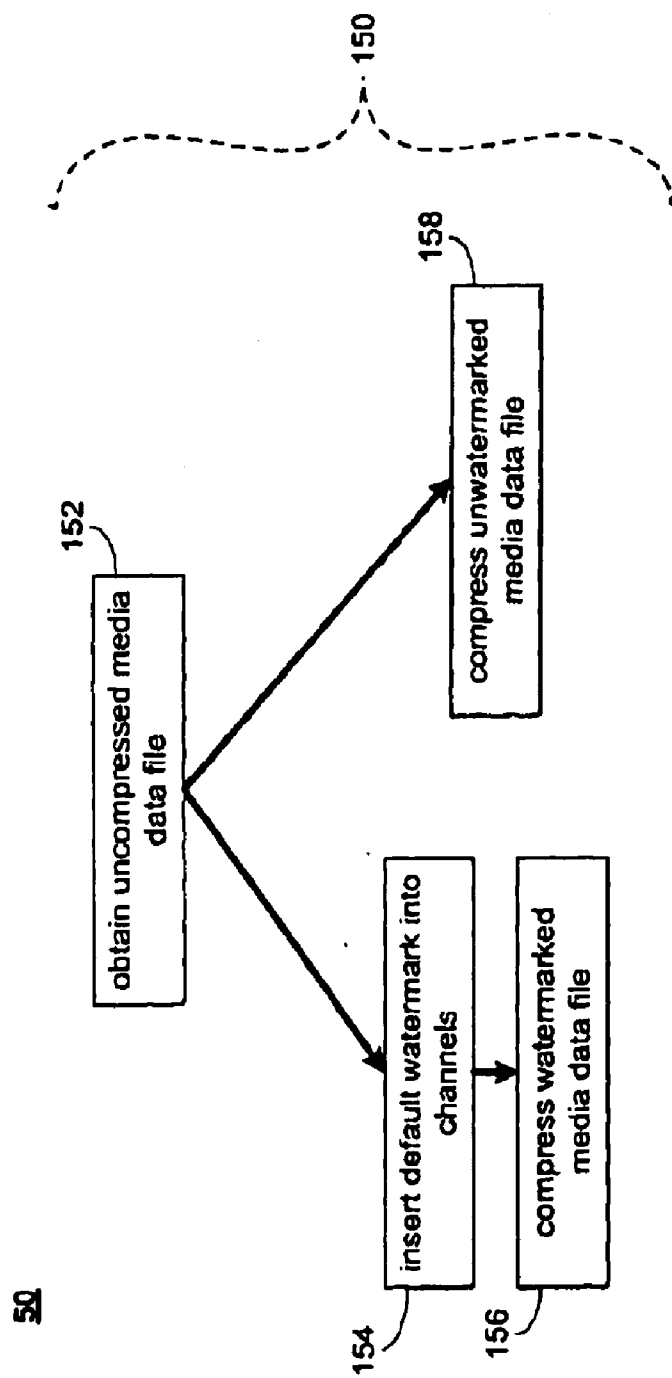 50
152
obtain uncompressed media
data file
150
154
insert default watermark into
channels
156
compress watermarked
media data file
158
compress unwatermarked
media data file